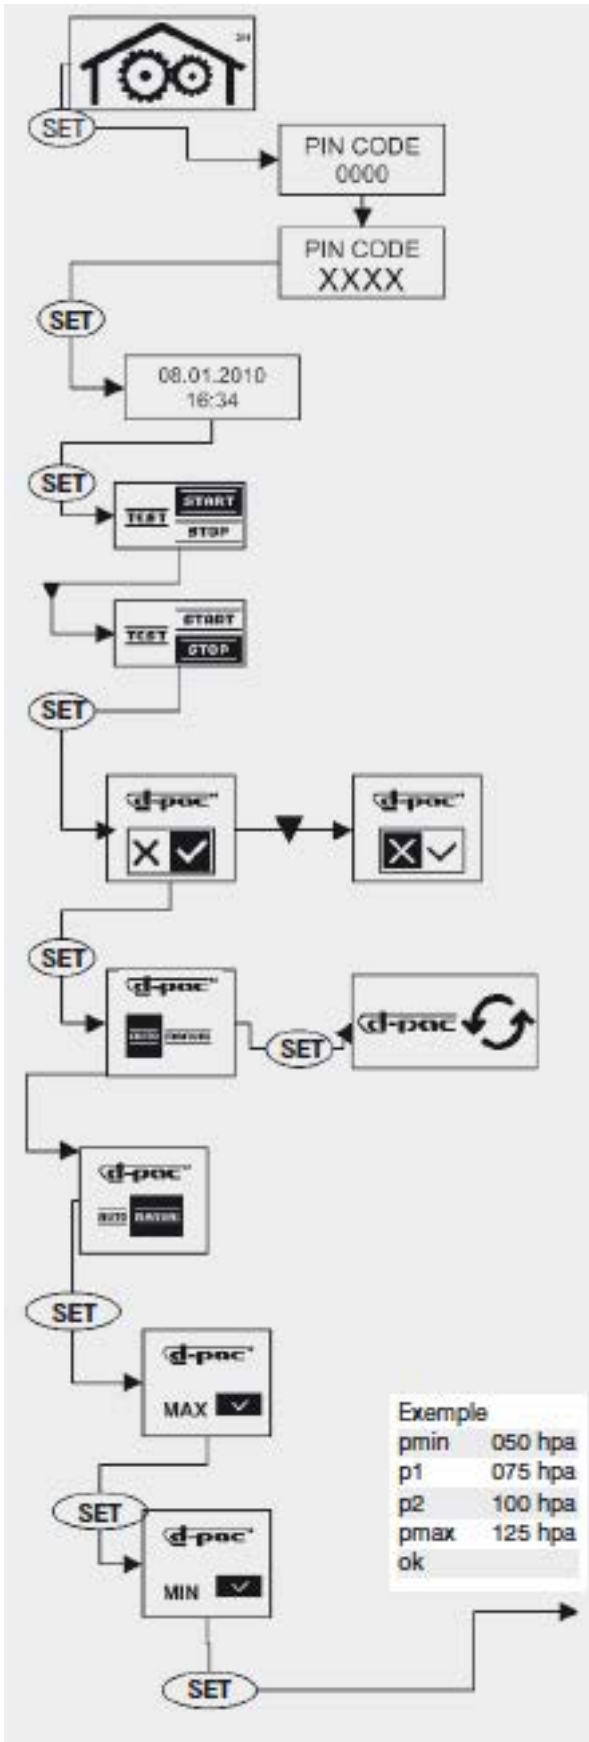 SET
PIN CODE
0000
PIN CODE
XXXX
SET
08.01.2010
16:34
SET
TEST
START
STOP
TEST
START
STOP
SET
d-pac
d-pac
SET
d-pac
MANUAL
SET
d-pac
d-pac
AUTO MANUAL
SET
d-pac
MAX
SET
d-pac
MIN
Exemple
pmin 050 hpa
p1 075 hpa
p2 100 hpa
pmax 125 hpa
ok
SET